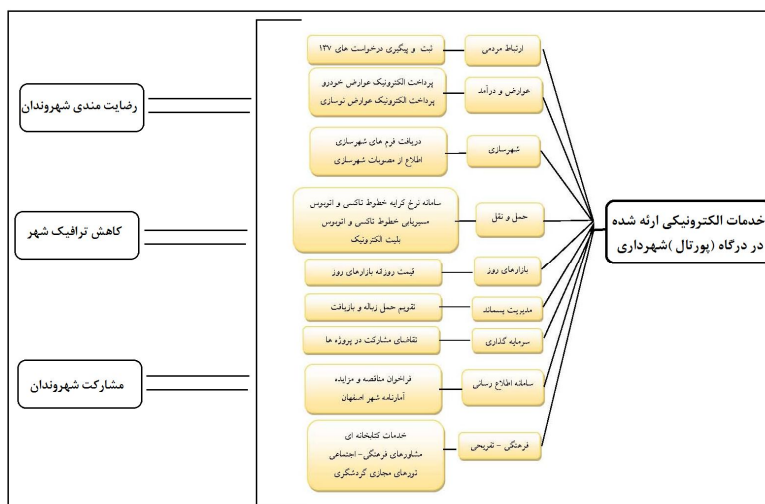 خدمات الکترونیکی ارئه شده
در درگاه (پورتال )شهرداری
ارتباط مردمی
ثبت و پیگیری درخواست های ۱۳۷
عوارض و درآمد
پرداخت الکترونیک عوارض خودرو
پرداخت الکترونیک عوارض نوسازی
شهرسازی
دریافت فرم های شهرسازی
اطلاع از مصوبات شهرسازی
حمل و نقل
سامانه نرخ کرایه خطوط تاکسی و اتوبوس
مسیریابی خطوط تاکسی و اتوبوس
بلیت الکترونیک
بازارهای روز
قیمت روزانه بازارهای روز
مدیریت پسماند
تقویم حمل زباله و بازیافت
سرمایه گذاری
تقاضای مشارکت در پروژه ها
سامانه اطلاع رسانی
فراخوان مناقصه و مزایده
آمارنامه شهر اصفهان
فرهنگی - تفریحی
خدمات کتابخانه ای
مشاورهای فرهنگی- اجتماعی
تورهای مجازی گردشگری
رضایت مندی شهروندان
کاهش ترافیک شهر
مشارکت شهروندان